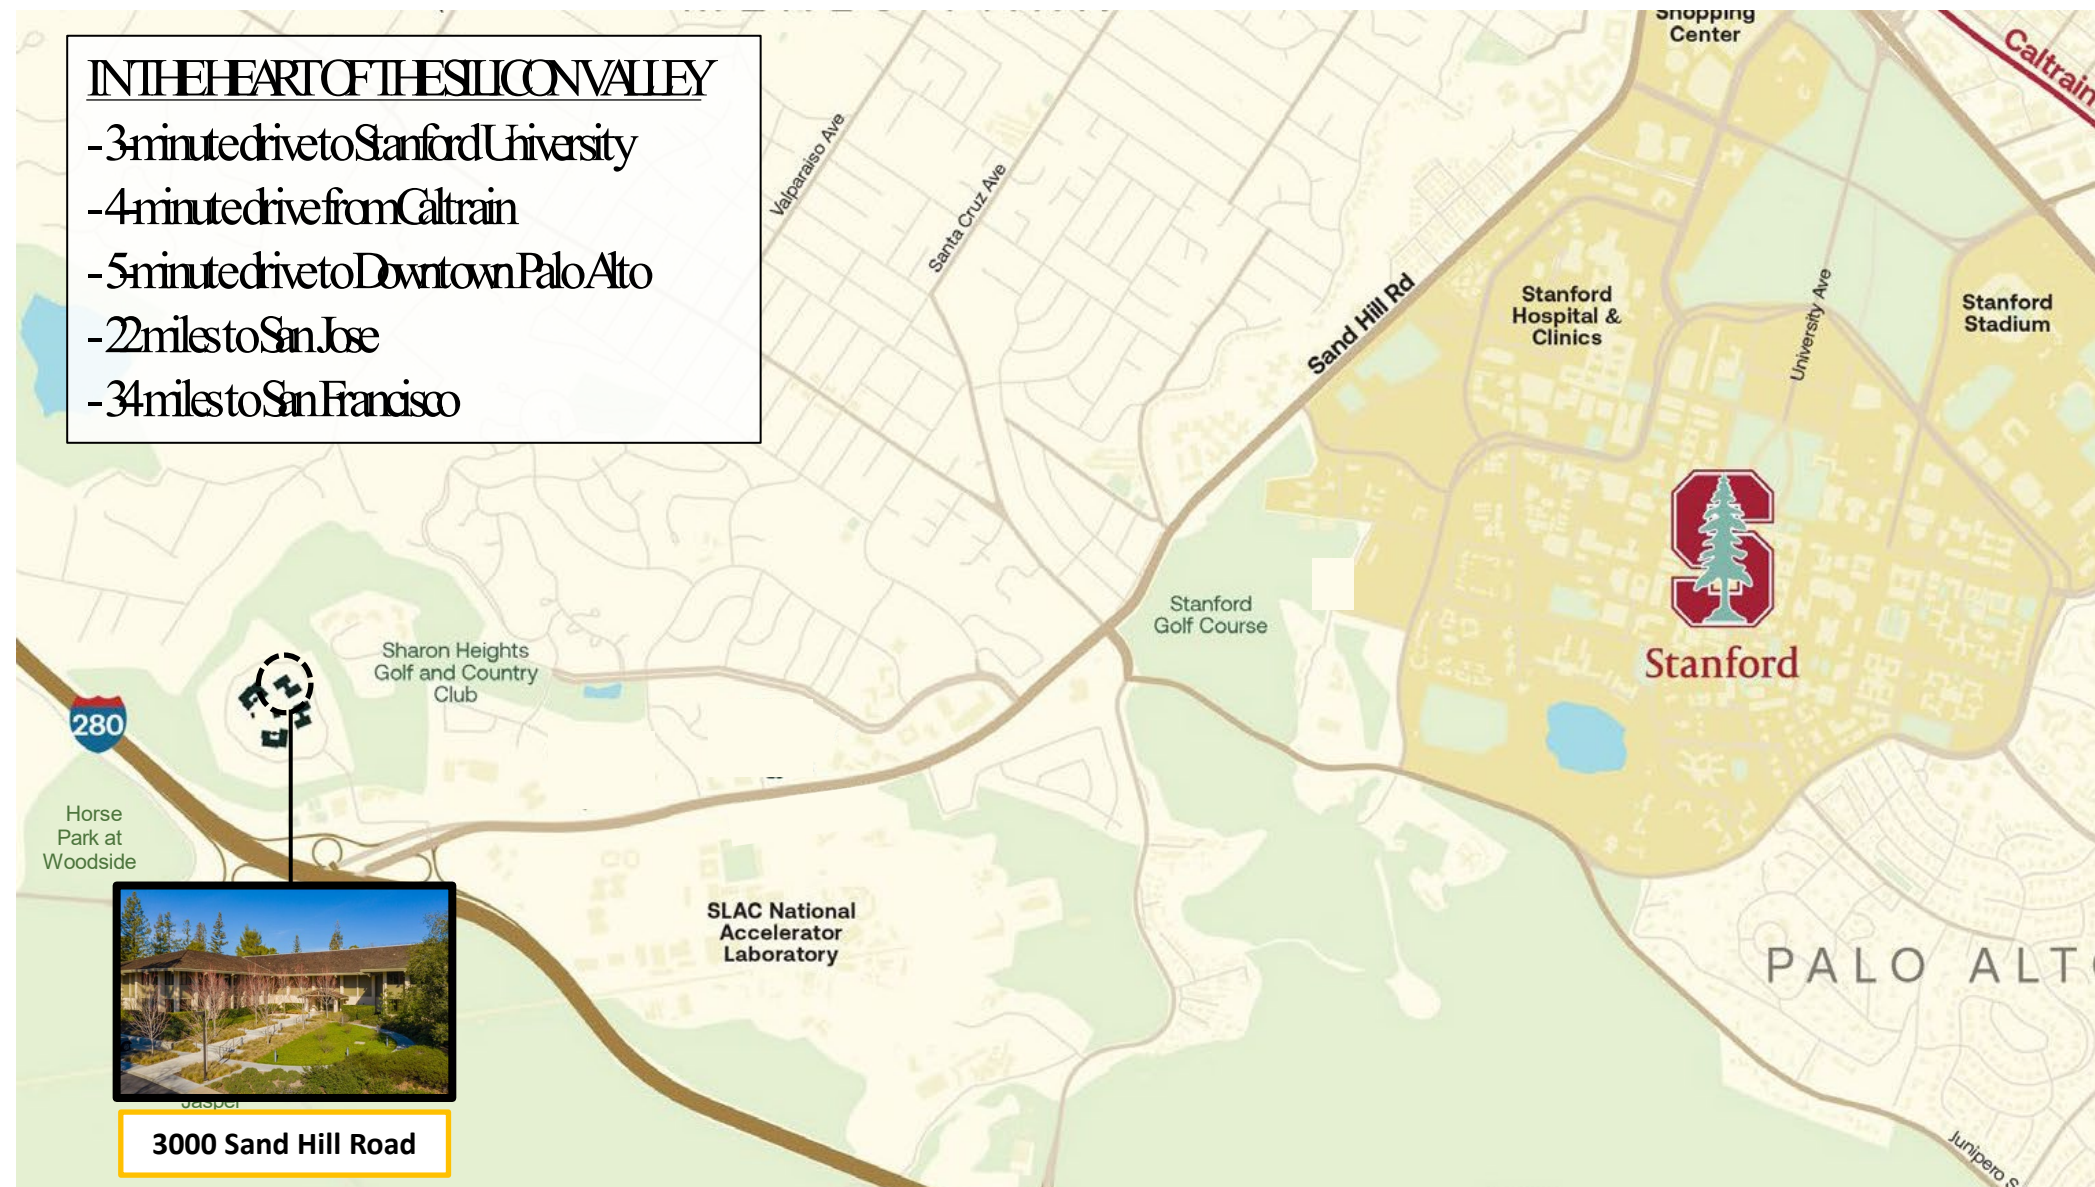 Shopping
Center
Caltrain
IN THE HEART OF THE SILICON VALLEY
- 3-minute drive to Stanford University
- 4-minute drive from Caltrain
- 5-minute drive to Downtown Palo Alto
- 22 miles to San Jose
- 34 miles to San Francisco
Valparaiso Ave
Santa Cruz Ave
Sand Hill Rd
Stanford
Hospital &
Clinics
University Ave
Stanford
Stadium
Stanford
Golf Course
Stanford
Sharon Heights
Golf and Country
Club
280
Horse
Park at
Woodside
SLAC National
Accelerator
Laboratory
PALO ALTO
Jasper
3000 Sand Hill Road
Junipero S